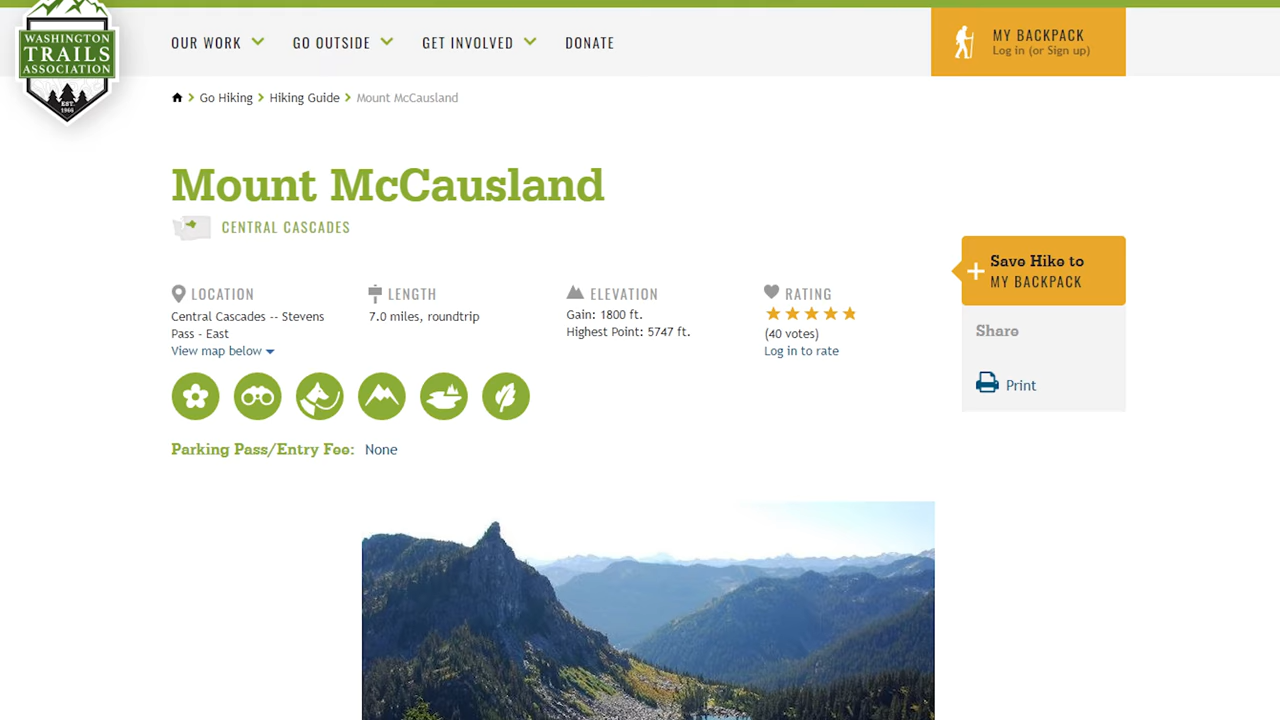 WASHINGTON
TRAILS
ASSOCIATION
EST.
1966
OUR WORK
GO OUTSIDE
GET INVOLVED
DONATE
MY BACKPACK
Log in (or Sign up)
Go Hiking
Hiking Guide
Mount McCausland
Mount McCausland
CENTRAL CASCADES
LOCATION
Central Cascades -- Stevens
Pass - East
View map below
LENGTH
7.0 miles, roundtrip
ELEVATION
Gain: 1800 ft.
Highest Point: 5747 ft.
RATING
(40 votes)
Log in to rate
Save Hike to
MY BACKPACK
Share
Print
Parking Pass/Entry Fee: None